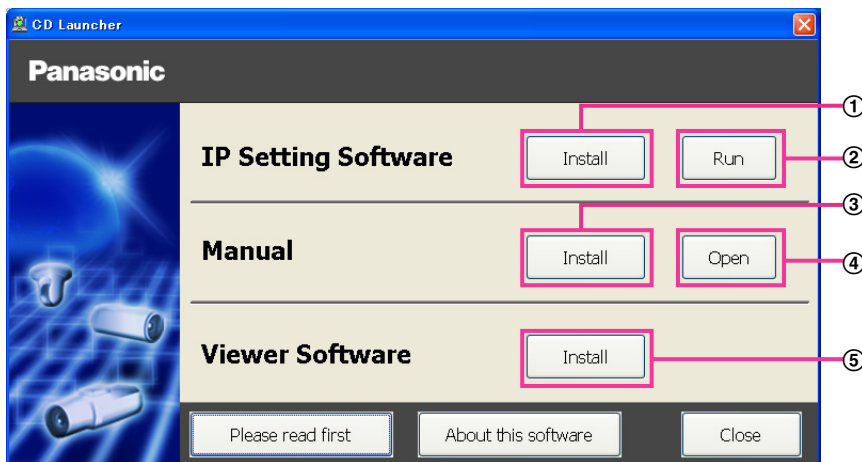 CD Launcher
Panasonic
①
IP Setting Software Install Run ②
③
Manual Install Open ④
Viewer Software Install ⑤
Please read first About this software Close